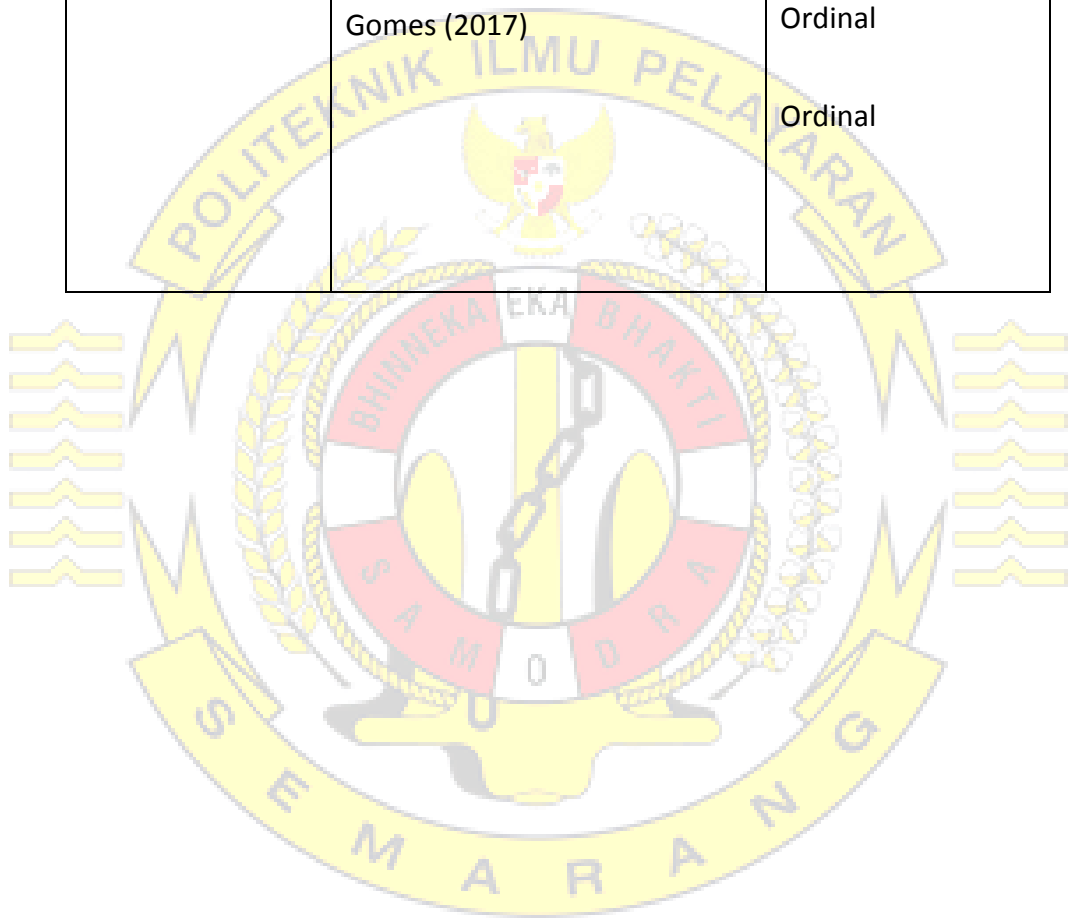 Gomes (2017) Ordinal
Ordinal
POLITEKNIK ILMU PELAYARAN
BHINNEKA EKA BHAKTI
SAMODRA
SEMARANG